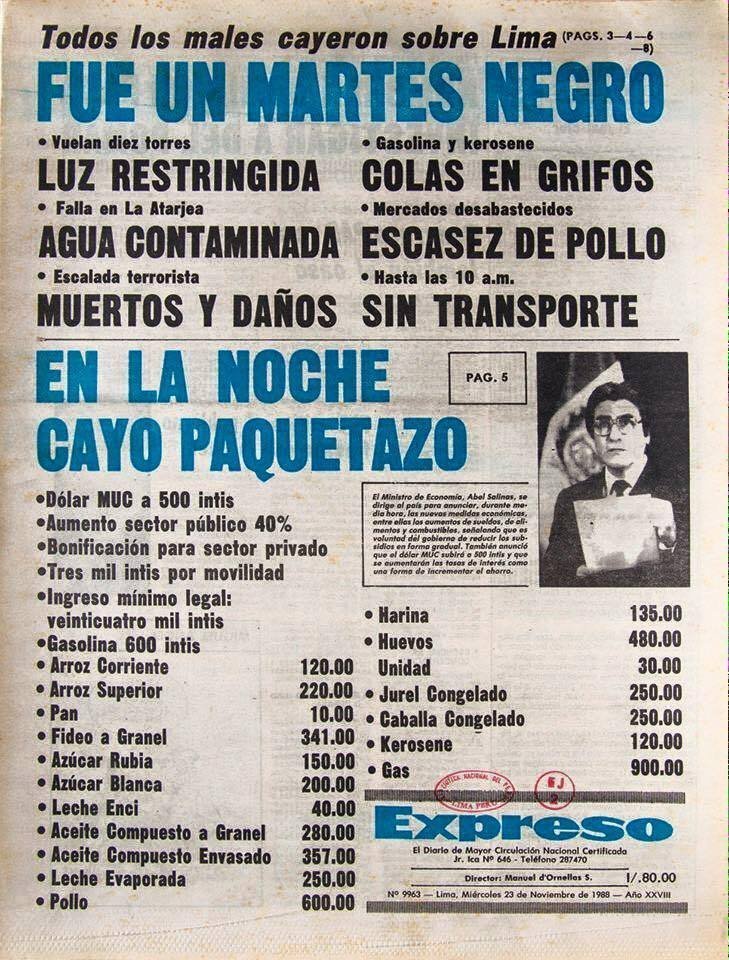 Todos los males cayeron sobre Lima (PAGS. 3—4—6
—8)
FUE UN MARTES NEGRO
• Vuelan diez torres
LUZ RESTRINGIDA
• Falla en La Atarjea
AGUA CONTAMINADA
• Escalada terrorista
MUERTOS Y DAÑOS
• Gasolina y kerosene
COLAS EN GRIFOS
• Mercados desabastecidos
ESCASEZ DE POLLO
• Hasta las 10 a.m.
SIN TRANSPORTE
EN LA NOCHE
CAYO PAQUETAZO
PAG. 5
El Ministro de Economía, Abel Salinas, se
dirige al país para anunciar, durante me-
dia hora, las nuevas medidas económicas,
entre ellas los aumentos de sueldos, de ali-
mentos y combustibles, señalando que es
voluntad del gobierno de reducir los sub-
sidios en forma gradual. También anunció
que el dólar MUC subirá a 500 intis y que
se aumentarán las tasas de interés como
una forma de incrementar el ahorro.
• Dólar MUC a 500 intis
• Aumento sector público 40%
• Bonificación para sector privado
• Tres mil intis por movilidad
• Ingreso mínimo legal:
veinticuatro mil intis
• Gasolina 600 intis
• Arroz Corriente 120.00
• Arroz Superior 220.00
• Pan 10.00
• Fideo a Granel 341.00
• Azúcar Rubia 150.00
• Azúcar Blanca 200.00
• Leche Enci 40.00
• Aceite Compuesto a Granel 280.00
• Aceite Compuesto Envasado 357.00
• Leche Evaporada 250.00
• Pollo 600.00
• Harina 135.00
• Huevos 480.00
Unidad 30.00
• Jurel Congelado 250.00
• Caballa Congelado 250.00
• Kerosene 120.00
• Gas 900.00
NACIONAL DEL
LIMA PERU
Expreso
El Diario de Mayor Circulación Nacional Certificada
Jr. Ica Nº 646 - Teléfono 287470
Director: Manuel d'Ornellas S.
I/.80.00
Nº 9963 — Lima, Miércoles 23 de Noviembre de 1988 — Año XXVIII